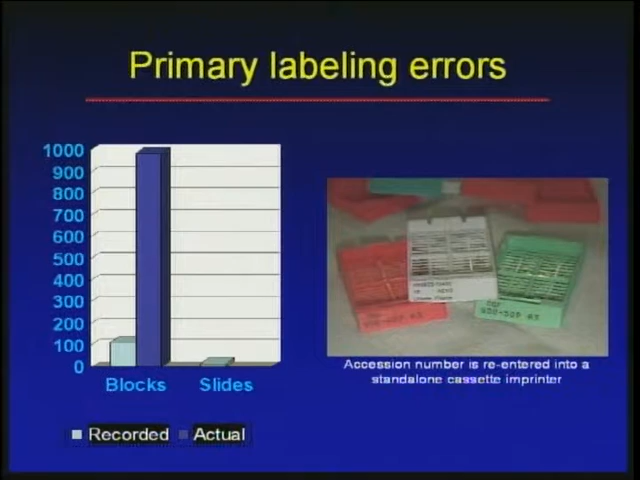 Primary labeling errors
1000
900
800
700
600
500
400
300
200
100
0
Blocks
Slides
Recorded
Actual
Accession number is re-entered into a
standalone cassette imprinter